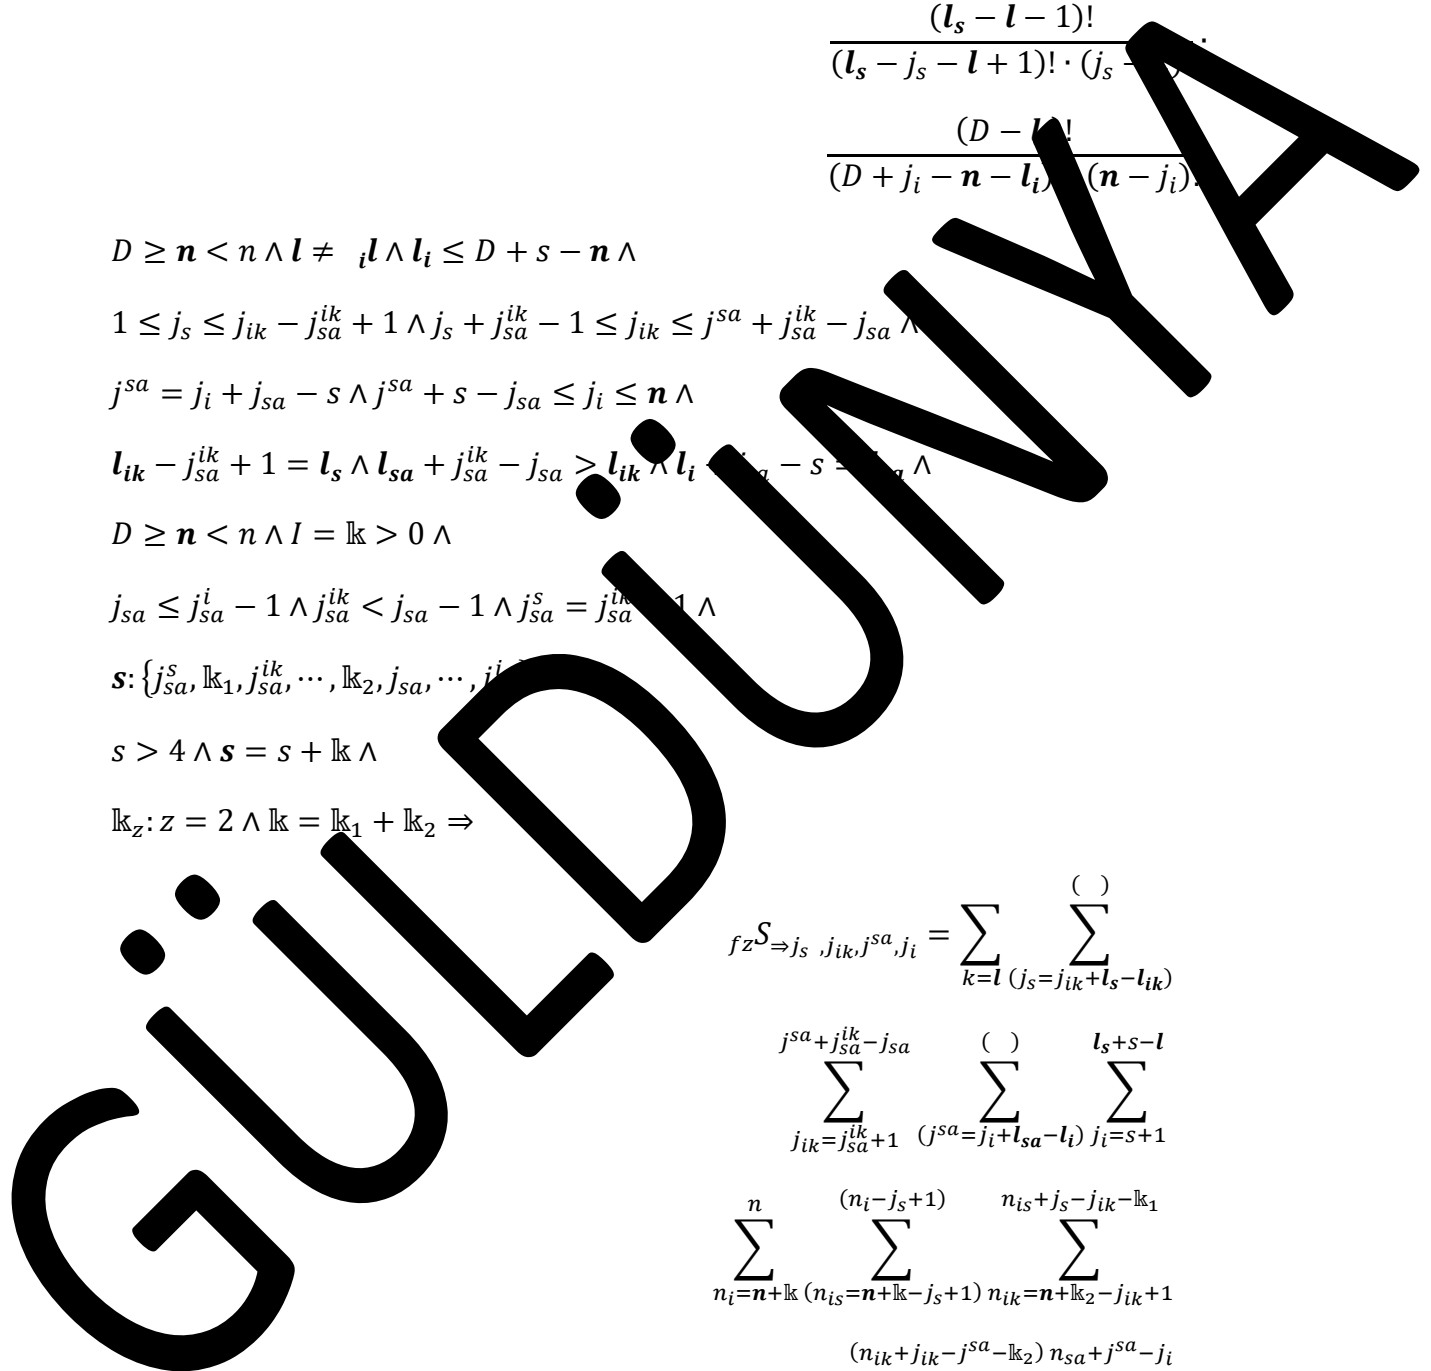 (l_s − l − 1)!
(l_s − j_s − l + 1)! · (j_s −
(D − !
(D + j_i − n − l_i) (n − j_i)!
D ≥ n < n ∧ l ≠ _il ∧ l_i ≤ D + s − n ∧
1 ≤ j_s ≤ j_ik − j_sa^ik + 1 ∧ j_s + j_sa^ik − 1 ≤ j_ik ≤ j^sa + j_sa^ik − j_sa ∧
j^sa = j_i + j_sa − s ∧ j^sa + s − j_sa ≤ j_i ≤ n ∧
l_ik − j_sa^ik + 1 = l_s ∧ l_sa + j_sa^ik − j_sa > l_ik ∧ l_i − s = ∧
D ≥ n < n ∧ I = 𝕜 > 0 ∧
j_sa ≤ j_sa^i − 1 ∧ j_sa^ik < j_sa − 1 ∧ j_sa^s = j_sa^ik 1 ∧
s: {j_sa^s, 𝕜_1, j_sa^ik, ⋯ , 𝕜_2, j_sa, ⋯ ,
s > 4 ∧ s = s + 𝕜 ∧
𝕜_z: z = 2 ∧ 𝕜 = 𝕜_1 + 𝕜_2 ⇒
( )
_fzS_⇒j_s ,j_ik,j^sa,j_i = ∑ ∑
k=l (j_s=j_ik+l_s−l_ik)
j^sa+j_sa^ik−j_sa ( ) l_s+s−l
∑ ∑ ∑
j_ik=j_sa^ik+1 (j^sa=j_i+l_sa−l_i) j_i=s+1
n (n_i−j_s+1) n_is+j_s−j_ik−𝕜_1
∑ ∑ ∑
n_i=n+𝕜 (n_is=n+𝕜−j_s+1) n_ik=n+𝕜_2−j_ik+1
(n_ik+j_ik−j^sa−𝕜_2) n_sa+j^sa−j_i
GÜLDÜNYA